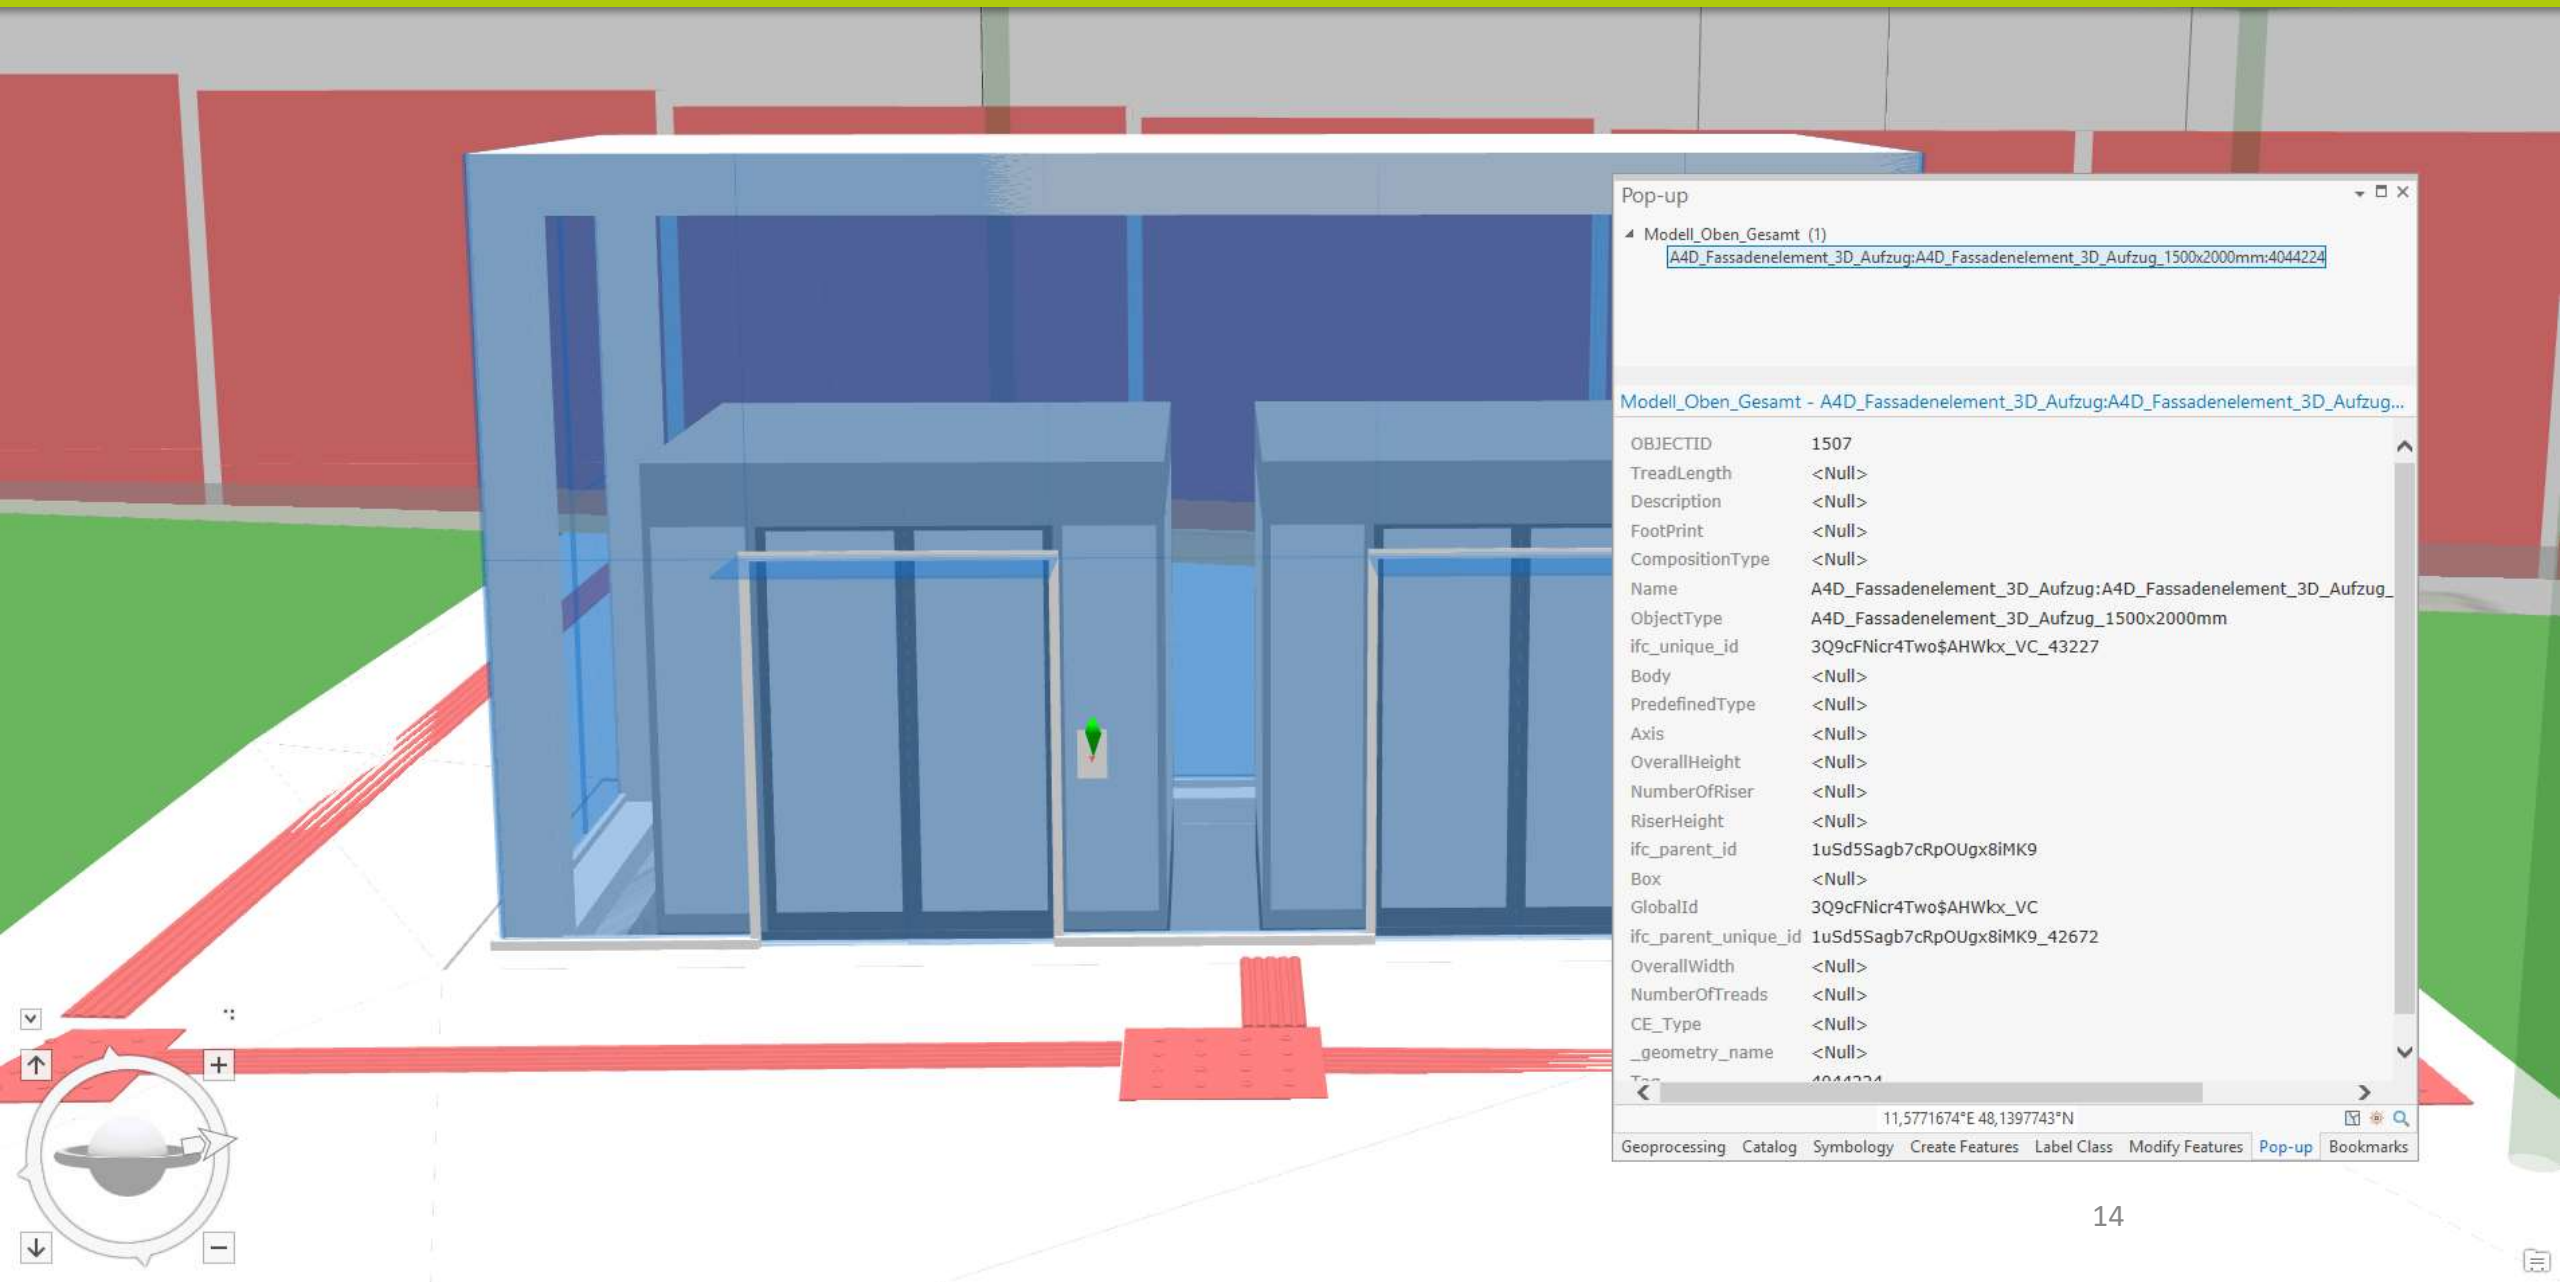 Pop-up
Modell_Oben_Gesamt (1)
A4D_Fassadenelement_3D_Aufzug:A4D_Fassadenelement_3D_Aufzug_1500x2000mm:4044224
Modell_Oben_Gesamt - A4D_Fassadenelement_3D_Aufzug:A4D_Fassadenelement_3D_Aufzug...
OBJECTID 1507
TreadLength <Null>
Description <Null>
FootPrint <Null>
CompositionType <Null>
Name A4D_Fassadenelement_3D_Aufzug:A4D_Fassadenelement_3D_Aufzug_
ObjectType A4D_Fassadenelement_3D_Aufzug_1500x2000mm
ifc_unique_id 3Q9cFNicr4Two$AHWkx_VC_43227
Body <Null>
PredefinedType <Null>
Axis <Null>
OverallHeight <Null>
NumberOfRiser <Null>
RiserHeight <Null>
ifc_parent_id 1uSd5Sagb7cRpOUgx8iMK9
Box <Null>
GlobalId 3Q9cFNicr4Two$AHWkx_VC
ifc_parent_unique_id 1uSd5Sagb7cRpOUgx8iMK9_42672
OverallWidth <Null>
NumberOfTreads <Null>
CE_Type <Null>
_geometry_name <Null>
Tag 4044224
11,5771674°E 48,1397743°N
Geoprocessing Catalog Symbology Create Features Label Class Modify Features Pop-up Bookmarks
14